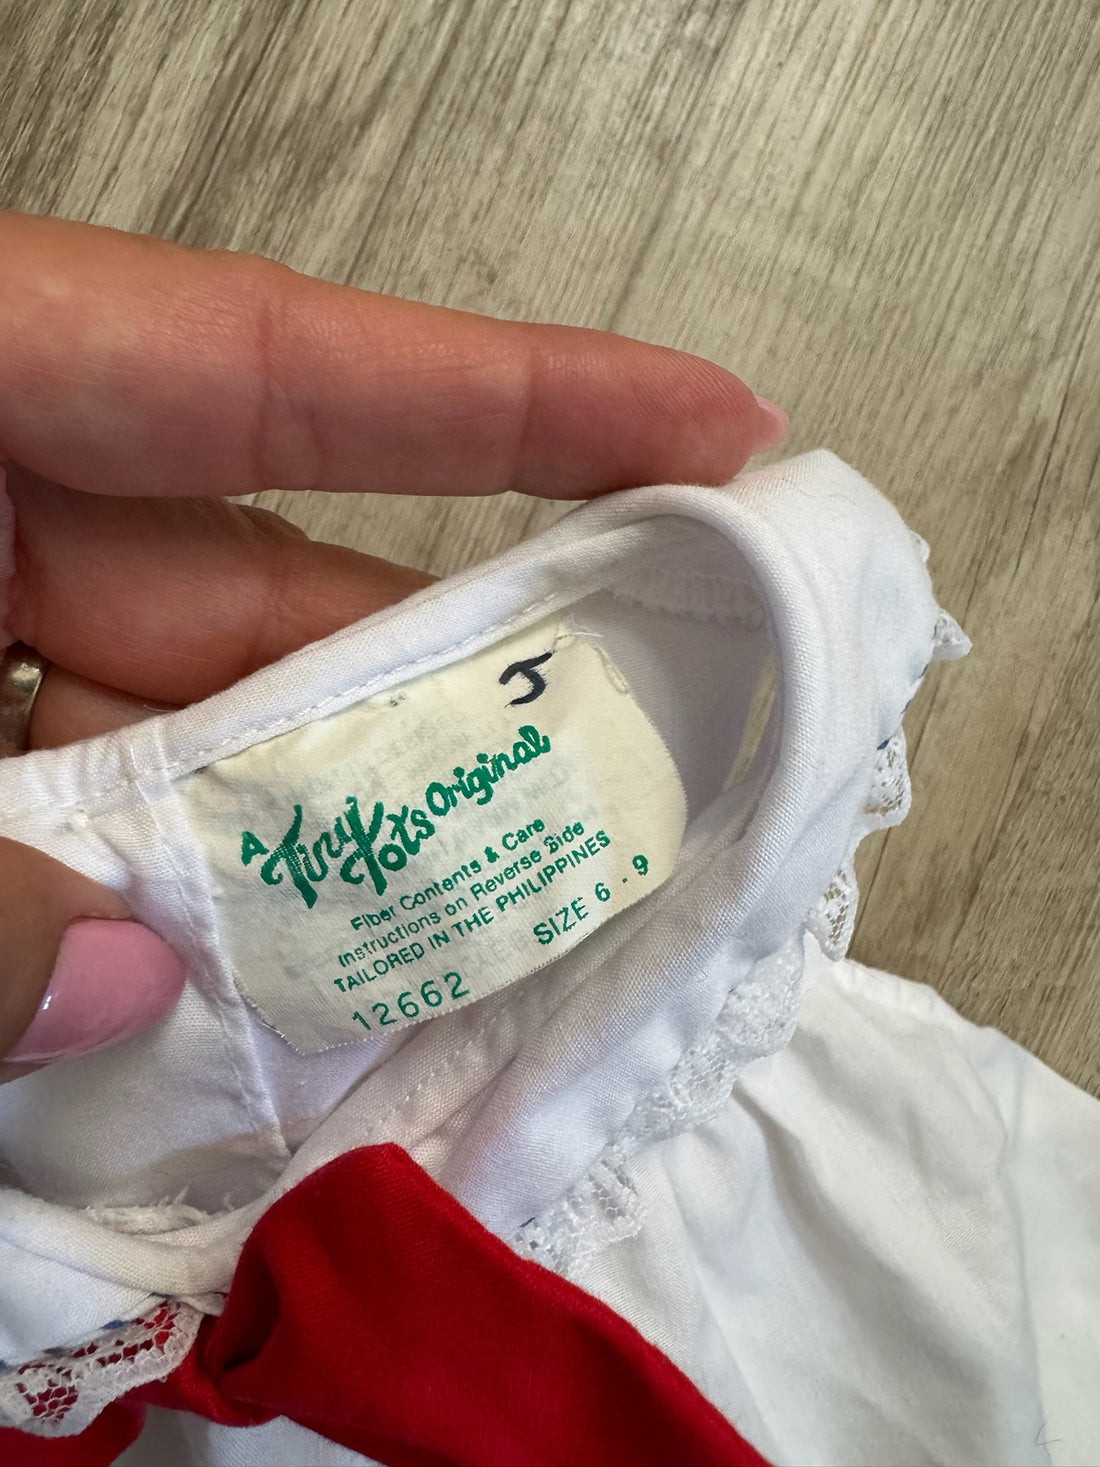 J
A Tiny Tots Original
Fiber Contents & Care
Instructions on Reverse Side
TAILORED IN THE PHILIPPINES
SIZE 6 - 9
12662